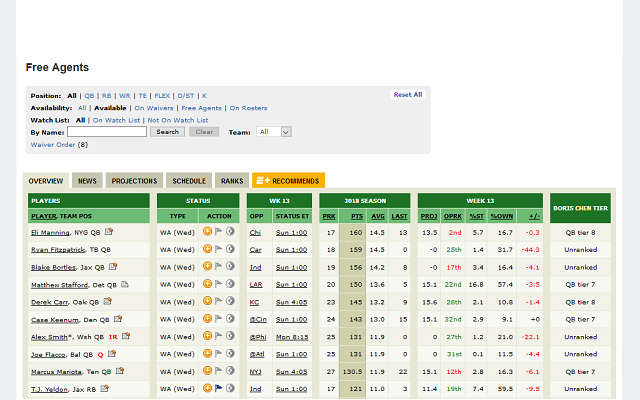 Free Agents
Position: All | QB | RB | WR | TE | FLEX | D/ST | K Reset All
Availability: All | Available | On Waivers | Free Agents | On Rosters
Watch List: All | On Watch List | Not On Watch List
By Name: Search Clear Team: All
Waiver Order (8)
OVERVIEW NEWS PROJECTIONS SCHEDULE RANKS E+ RECOMMENDS
PLAYERS STATUS WK 13 2018 SEASON WEEK 13 BORIS CHEN TIER
PLAYER, TEAM POS TYPE ACTION OPP STATUS ET PRK PTS AVG LAST PROJ OPRK %ST %OWN +/-
Eli Manning, NYG QB WA (Wed) Chi Sun 1:00 17 160 14.5 13 13.5 2nd 5.7 16.7 -0.3 QB tier 8
Ryan Fitzpatrick, TB QB WA (Wed) Car Sun 1:00 18 159 14.5 0 -0 25th 1.4 31.7 -44.3 Unranked
Blake Bortles, Jax QB WA (Wed) Ind Sun 1:00 19 156 14.2 8 -0 17th 3.4 16.4 -4.1 Unranked
Matthew Stafford, Det QB WA (Wed) LAR Sun 1:00 20 150 13.6 5 15.1 22nd 16.8 57.4 -3.5 QB tier 7
Derek Carr, Oak QB WA (Wed) KC Sun 4:05 23 145 13.2 9 15.6 28th 2.1 10.8 -1.4 QB tier 8
Case Keenum, Den QB WA (Wed) @Cin Sun 1:00 24 143 13.0 15 15.1 32nd 2.9 9.1 +0 QB tier 7
Alex Smith*, Wsh QB IR WA (Wed) @Phi Mon 8:15 25 131 11.9 0 0 27th 1.2 21.0 -22.1 Unranked
Joe Flacco, Bal QB Q WA (Wed) @Atl Sun 1:00 25 131 11.9 0 0 31st 0.1 11.5 -4.4 Unranked
Marcus Mariota, Ten QB WA (Wed) NYJ Sun 4:05 27 130.5 11.9 22 15.1 12th 2.8 16.3 -6.1 QB tier 7
T.J. Yeldon, Jax RB WA (Wed) Ind Sun 1:00 17 121 11.0 3 11.4 19th 7.4 59.5 -9.5 Unranked